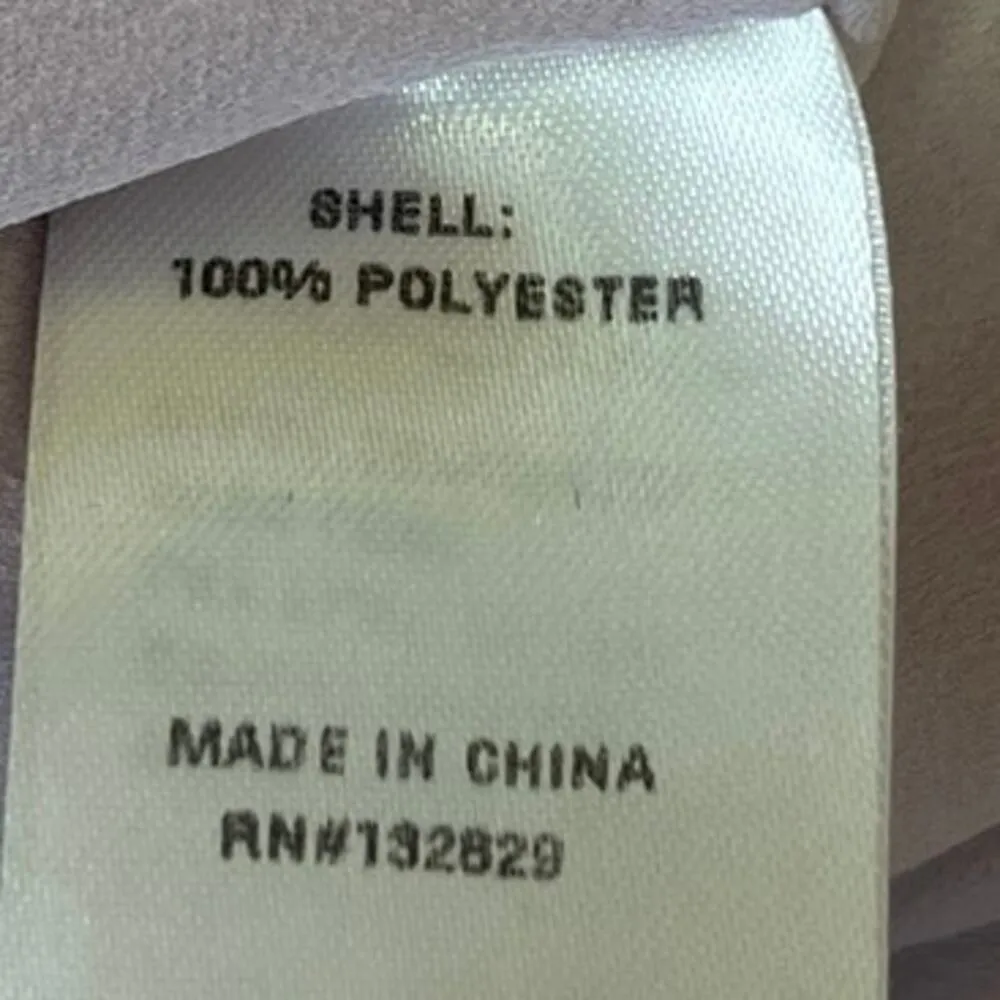 SHELL:
100% POLYESTER
MADE IN CHINA
RN#132829